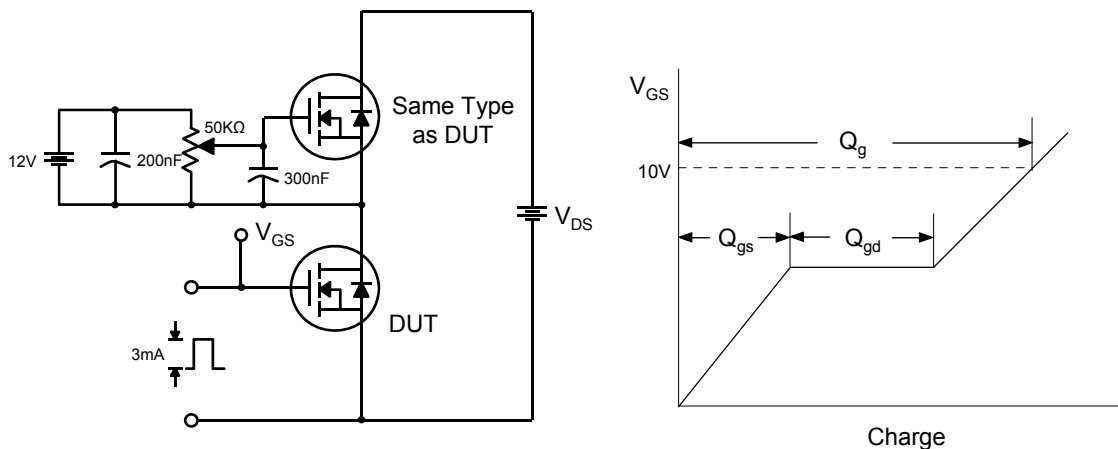 Same Type
as DUT
50KΩ
12V
200nF
300nF
V_GS
V_DS
DUT
3mA
V_GS
Q_g
10V
Q_gs
Q_gd
Charge